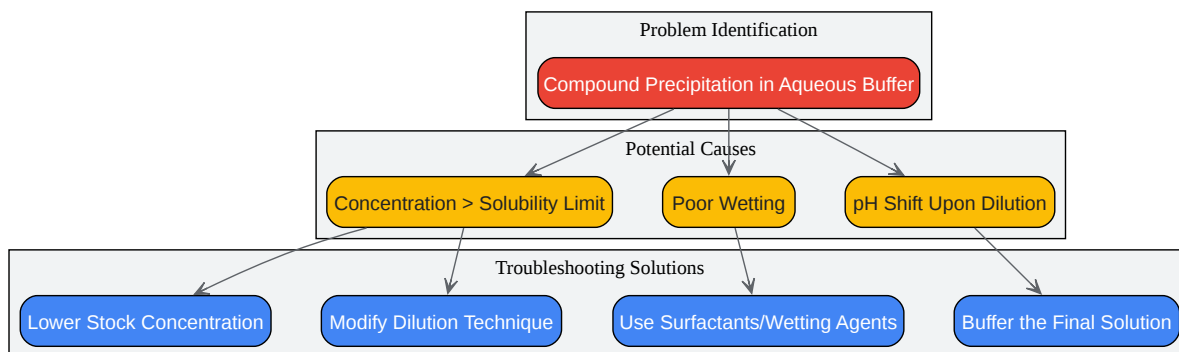 Problem Identification
Compound Precipitation in Aqueous Buffer
Potential Causes
Concentration > Solubility Limit
Poor Wetting
pH Shift Upon Dilution
Troubleshooting Solutions
Lower Stock Concentration
Modify Dilution Technique
Use Surfactants/Wetting Agents
Buffer the Final Solution